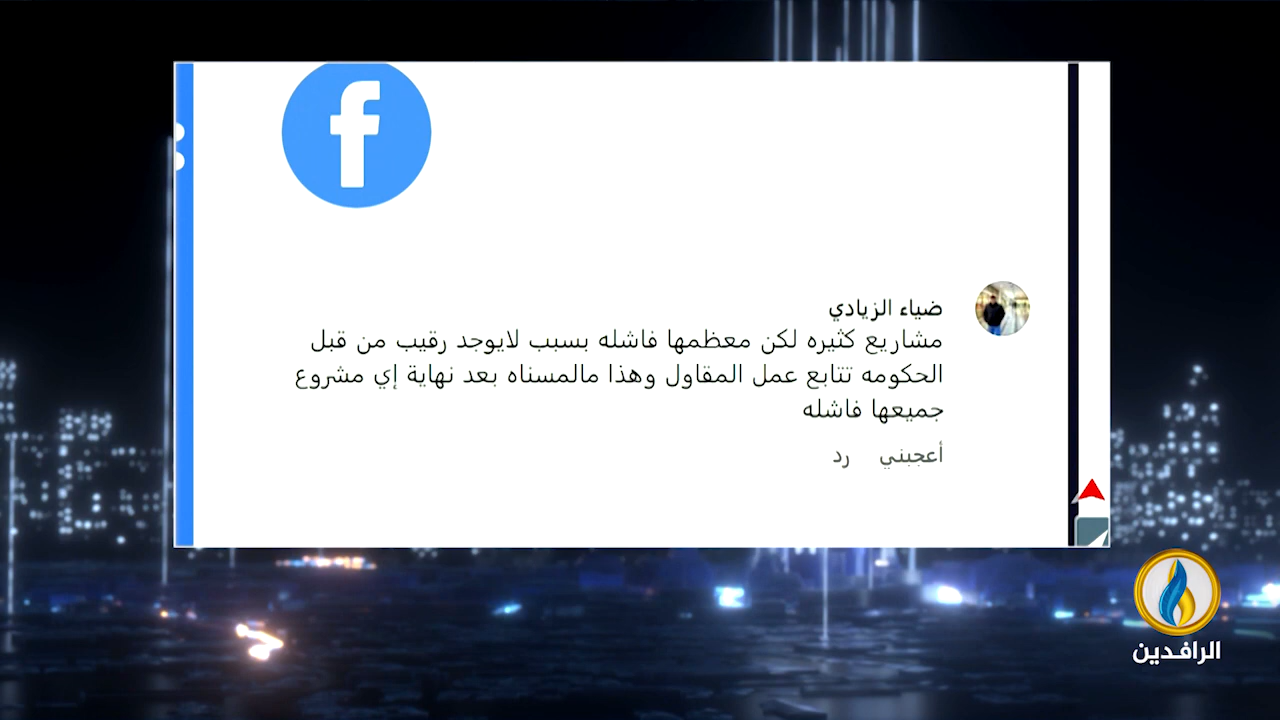 f
ضياء الزيادي
مشاريع كثيره لكن معظمها فاشله بسبب لايوجد رقيب من قبل
الحكومه تتابع عمل المقاول وهذا مالمسناه بعد نهاية إي مشروع
جميعها فاشله
أعجبني رد
الرافدين